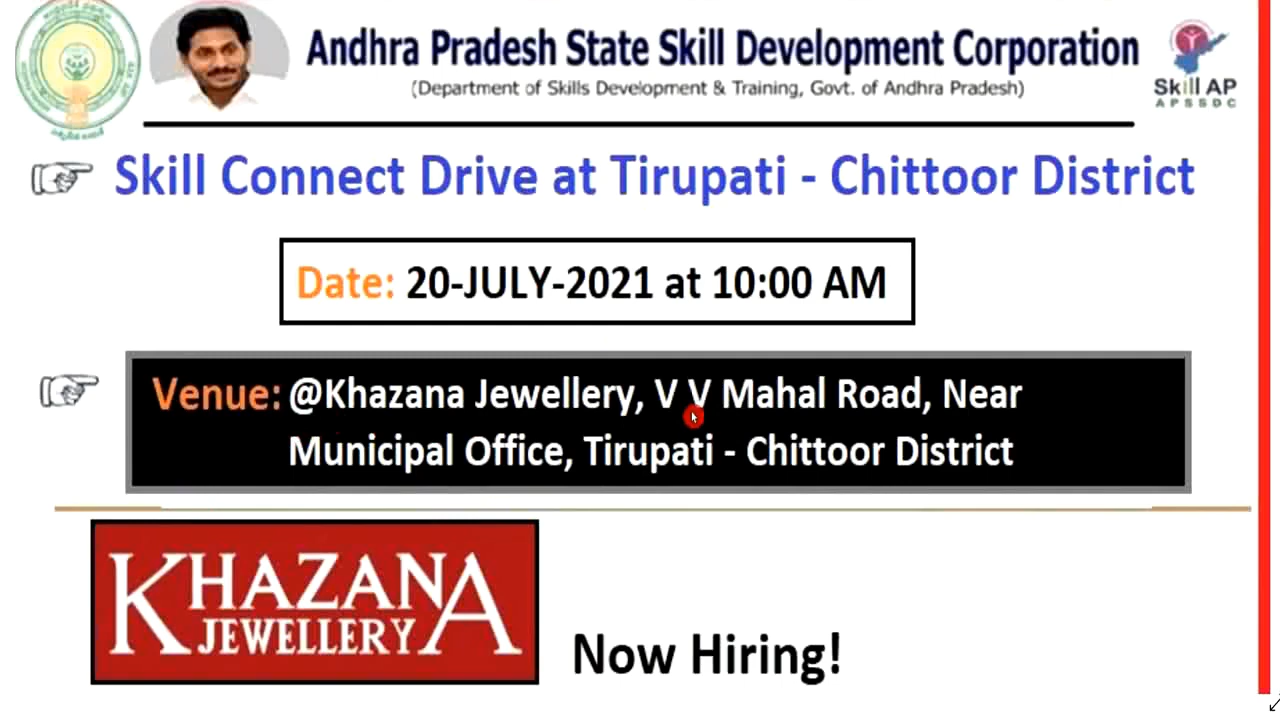 Andhra Pradesh State Skill Development Corporation
(Department of Skills Development & Training, Govt. of Andhra Pradesh)
Skill AP
APSSDC
Skill Connect Drive at Tirupati - Chittoor District
Date: 20-JULY-2021 at 10:00 AM
Venue: @Khazana Jewellery, V V Mahal Road, Near
Municipal Office, Tirupati - Chittoor District
KHAZANA
JEWELLERY
Now Hiring!